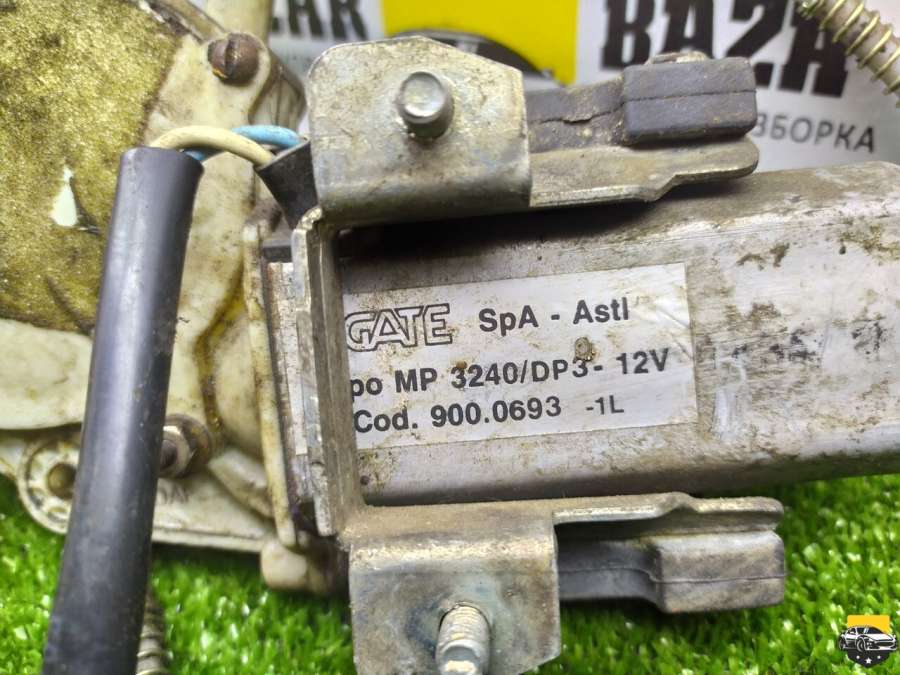 BAZA
ЗБОРКА
GATE SpA - Asti
po MP 3240/DP3- 12V
Cod. 900.0693 -1L